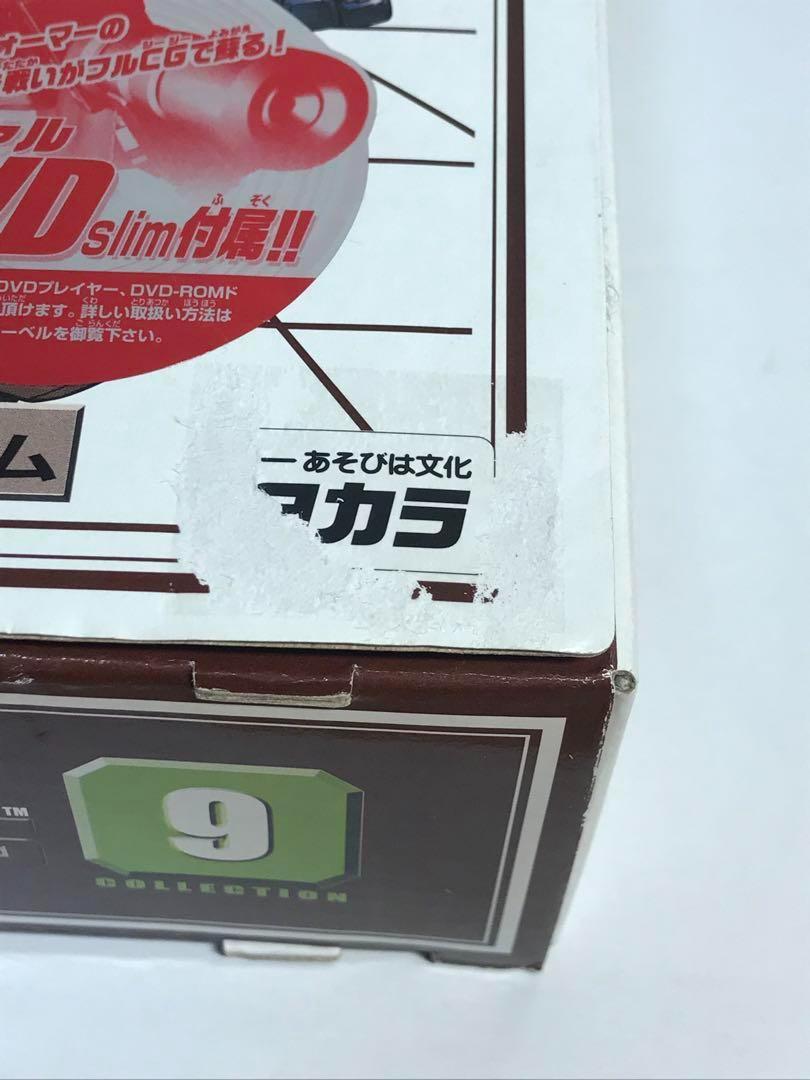 ォーマーの
戦いがフルCGで蘇る!
ァル
VD slim付属!!
DVDプレイヤー、DVD-ROMド
頂けます。詳しい取扱い方法は
ーベルを御覧下さい。
ム
ーあそびは文化
カラ
TM
9
COLLECTION